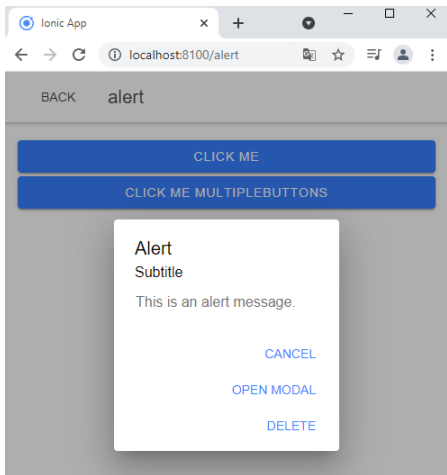 Ionic App
localhost:8100/alert
BACK alert
CLICK ME
CLICK ME MULTIPLEBUTTONS
Alert
Subtitle
This is an alert message.
CANCEL
OPEN MODAL
DELETE